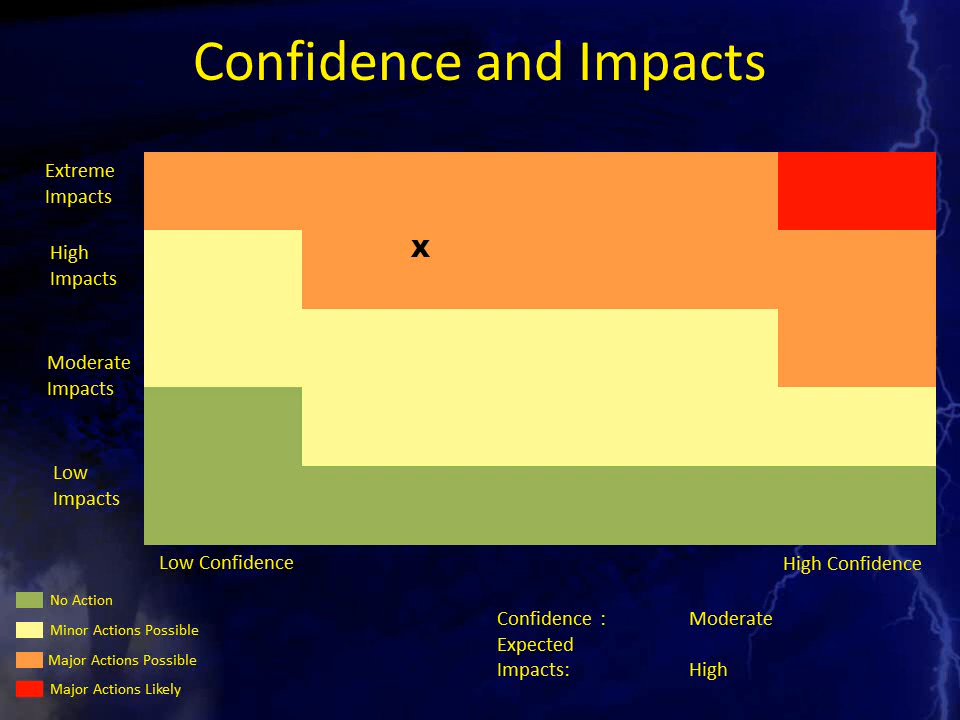 Confidence and Impacts
Extreme
Impacts
x
High
Impacts
Moderate
Impacts
Low
Impacts
Low Confidence
High Confidence
No Action
Minor Actions Possible
Major Actions Possible
Major Actions Likely
Confidence : Moderate
Expected
Impacts: High